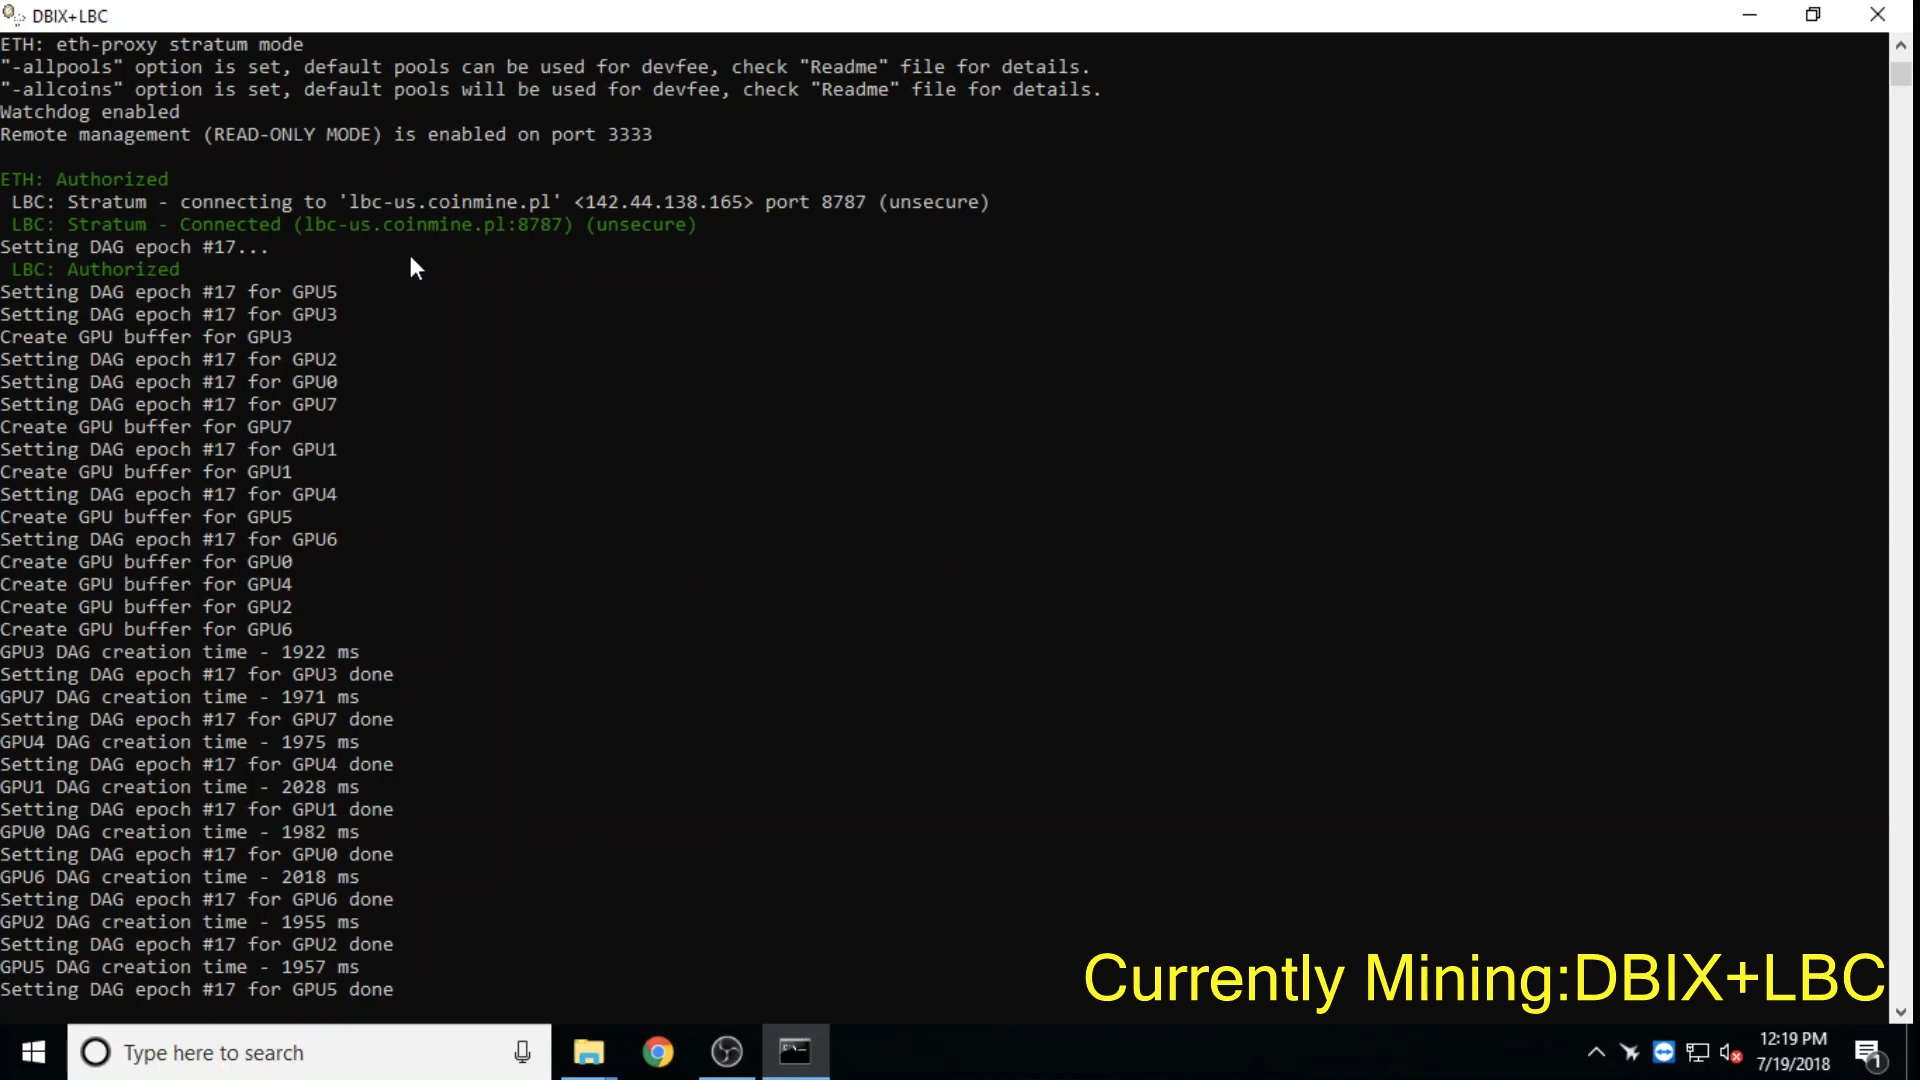 DBIX+LBC
ETH: eth-proxy stratum mode
"-allpools" option is set, default pools can be used for devfee, check "Readme" file for details.
"-allcoins" option is set, default pools will be used for devfee, check "Readme" file for details.
Watchdog enabled
Remote management (READ-ONLY MODE) is enabled on port 3333
ETH: Authorized
LBC: Stratum - connecting to 'lbc-us.coinmine.pl' <142.44.138.165> port 8787 (unsecure)
LBC: Stratum - Connected (lbc-us.coinmine.pl:8787) (unsecure)
Setting DAG epoch #17...
LBC: Authorized
Setting DAG epoch #17 for GPU5
Setting DAG epoch #17 for GPU3
Create GPU buffer for GPU3
Setting DAG epoch #17 for GPU2
Setting DAG epoch #17 for GPU0
Setting DAG epoch #17 for GPU7
Create GPU buffer for GPU7
Setting DAG epoch #17 for GPU1
Create GPU buffer for GPU1
Setting DAG epoch #17 for GPU4
Create GPU buffer for GPU5
Setting DAG epoch #17 for GPU6
Create GPU buffer for GPU0
Create GPU buffer for GPU4
Create GPU buffer for GPU2
Create GPU buffer for GPU6
GPU3 DAG creation time - 1922 ms
Setting DAG epoch #17 for GPU3 done
GPU7 DAG creation time - 1971 ms
Setting DAG epoch #17 for GPU7 done
GPU4 DAG creation time - 1975 ms
Setting DAG epoch #17 for GPU4 done
GPU1 DAG creation time - 2028 ms
Setting DAG epoch #17 for GPU1 done
GPU0 DAG creation time - 1982 ms
Setting DAG epoch #17 for GPU0 done
GPU6 DAG creation time - 2018 ms
Setting DAG epoch #17 for GPU6 done
GPU2 DAG creation time - 1955 ms
Setting DAG epoch #17 for GPU2 done
GPU5 DAG creation time - 1957 ms
Setting DAG epoch #17 for GPU5 done
Currently Mining:DBIX+LBC
Type here to search
12:19 PM
7/19/2018
1